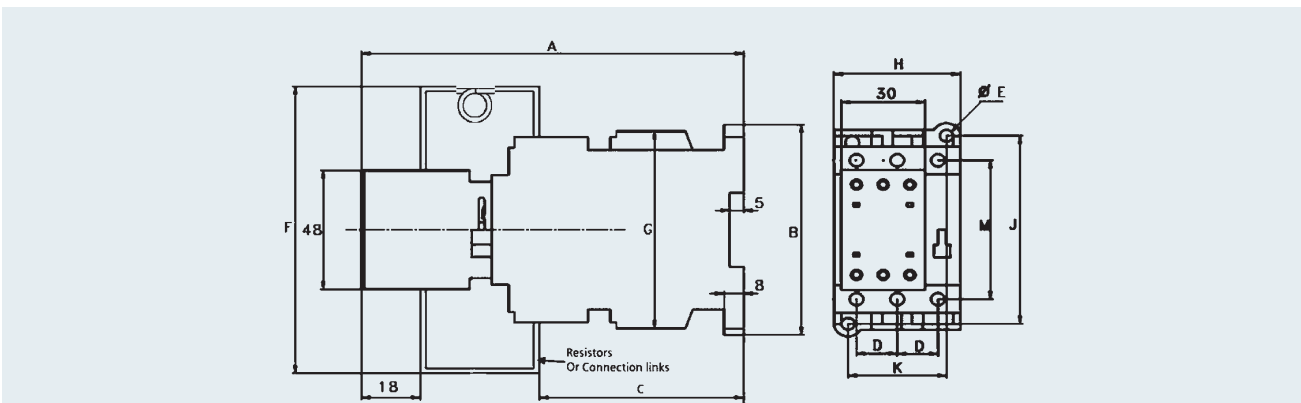 A
H
30
Ø E
F
48
G
5
B
8
M
J
Resistors
Or Connection links
D
D
18
C
K